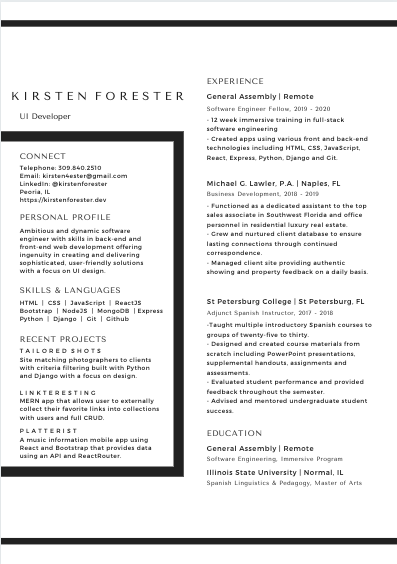 KIRSTEN FORESTER
UI Developer
CONNECT
Telephone: 309.840.2510
Email: kirsten4ester@gmail.com
LinkedIn: @kirstenforester
Peoria, IL
https://kirstenforester.dev
PERSONAL PROFILE
Ambitious and dynamic software
engineer with skills in back-end and
front-end web development offering
ingenuity in creating and delivering
sophisticated, user-friendly solutions
with a focus on UI design.
SKILLS & LANGUAGES
HTML | CSS | JavaScript | ReactJS
Bootstrap | NodeJS | MongoDB | Express
Python | Django | Git | Github
RECENT PROJECTS
TAILORED SHOTS
Site matching photographers to clients
with criteria filtering built with Python
and Django with a focus on design.
LINKTERESTING
MERN app that allows user to externally
collect their favorite links into collections
with users and full CRUD.
PLATTERIST
A music information mobile app using
React and Bootstrap that provides data
using an API and ReactRouter.
EXPERIENCE
General Assembly | Remote
Software Engineer Fellow, 2019 - 2020
- 12 week immersive training in full-stack
software engineering
- Created apps using various front and back-end
technologies including HTML, CSS, JavaScript,
React, Express, Python, Django and Git.
Michael G. Lawler, P.A. | Naples, FL
Business Development, 2018 - 2019
- Functioned as a dedicated assistant to the top
sales associate in Southwest Florida and office
personnel in residential luxury real estate.
- Grew and nurtured client database to ensure
lasting connections through continued
correspondence.
- Managed client site providing authentic
showing and property feedback on a daily basis.
St Petersburg College | St Petersburg, FL
Adjunct Spanish Instructor, 2017 - 2018
-Taught multiple introductory Spanish courses to
groups of twenty-five to thirty.
- Designed and created course materials from
scratch including PowerPoint presentations,
supplemental handouts, assignments and
assessments.
- Evaluated student performance and provided
feedback throughout the semester.
- Advised and mentored undergraduate student
success.
EDUCATION
General Assembly | Remote
Software Engineering, Immersive Program
Illinois State University | Normal, IL
Spanish Linguistics & Pedagogy, Master of Arts